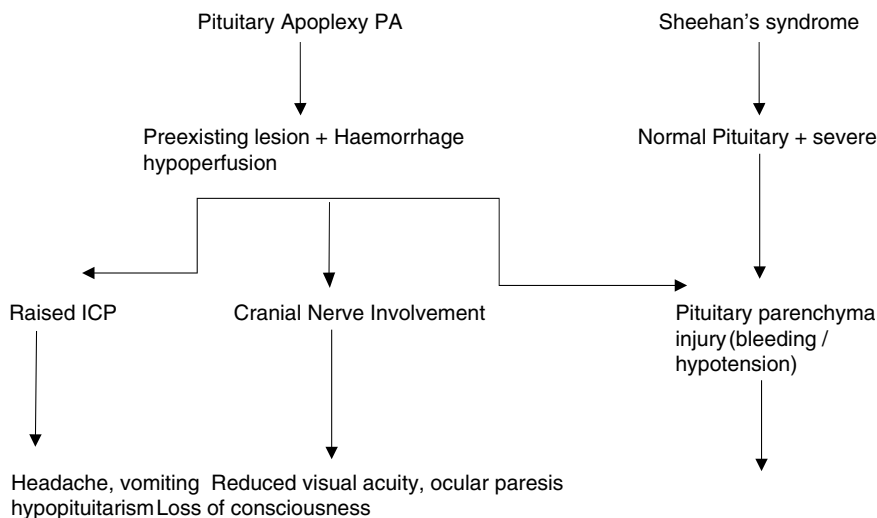 Pituitary Apoplexy PA
Sheehan's syndrome
Preexisting lesion + Haemorrhage
hypoperfusion
Normal Pituitary + severe
Raised ICP
Cranial Nerve Involvement
Pituitary parenchyma
injury (bleeding /
hypotension)
Headache, vomiting Reduced visual acuity, ocular paresis
hypopituitarism Loss of consciousness